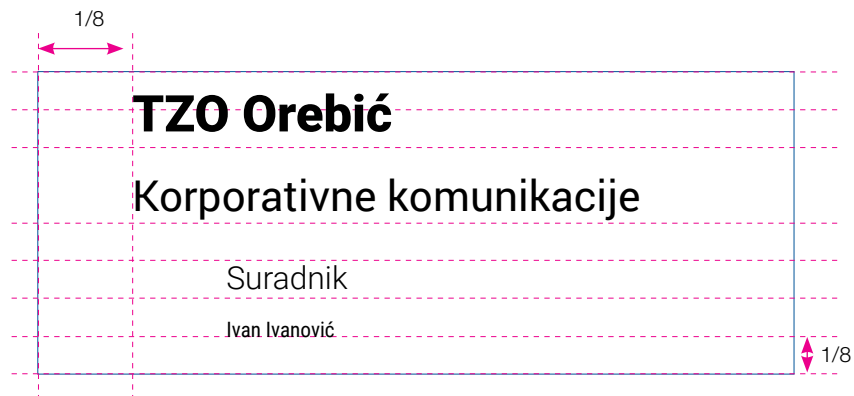 1/8
TZO Orebić
Korporativne komunikacije
Suradnik
Ivan Ivanović
1/8